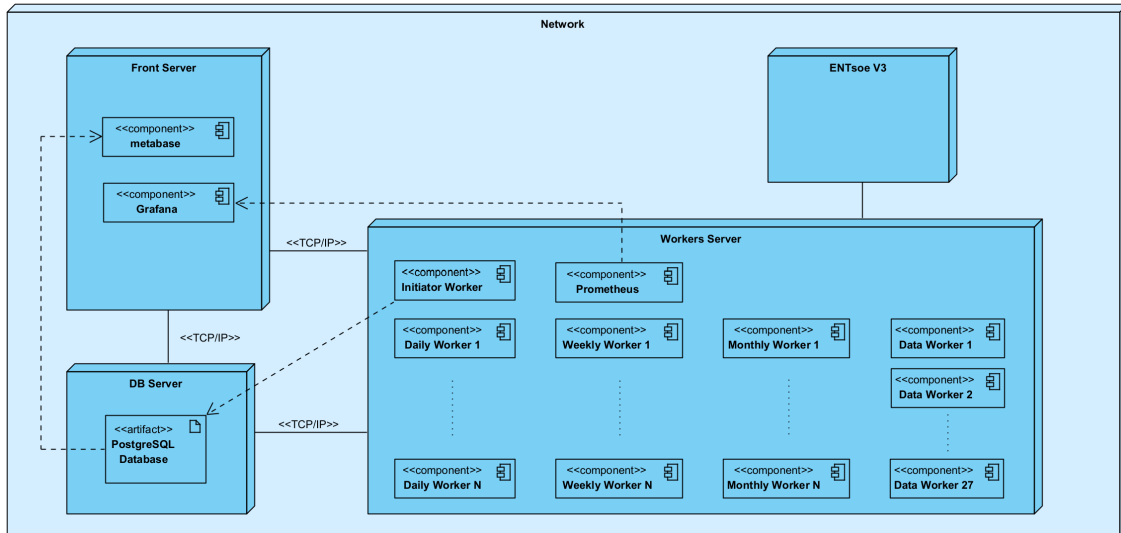 Network
Front Server
<<component>>
metabase
<<component>>
Grafana
ENTsoe V3
<<TCP/IP>>
<<TCP/IP>>
Workers Server
<<component>>
Initiator Worker
<<component>>
Prometheus
<<component>>
Daily Worker 1
<<component>>
Weekly Worker 1
<<component>>
Monthly Worker 1
<<component>>
Data Worker 1
<<component>>
Data Worker 2
<<component>>
Daily Worker N
<<component>>
Weekly Worker N
<<component>>
Monthly Worker N
<<component>>
Data Worker 27
DB Server
<<artifact>>
PostgreSQL
Database
<<TCP/IP>>